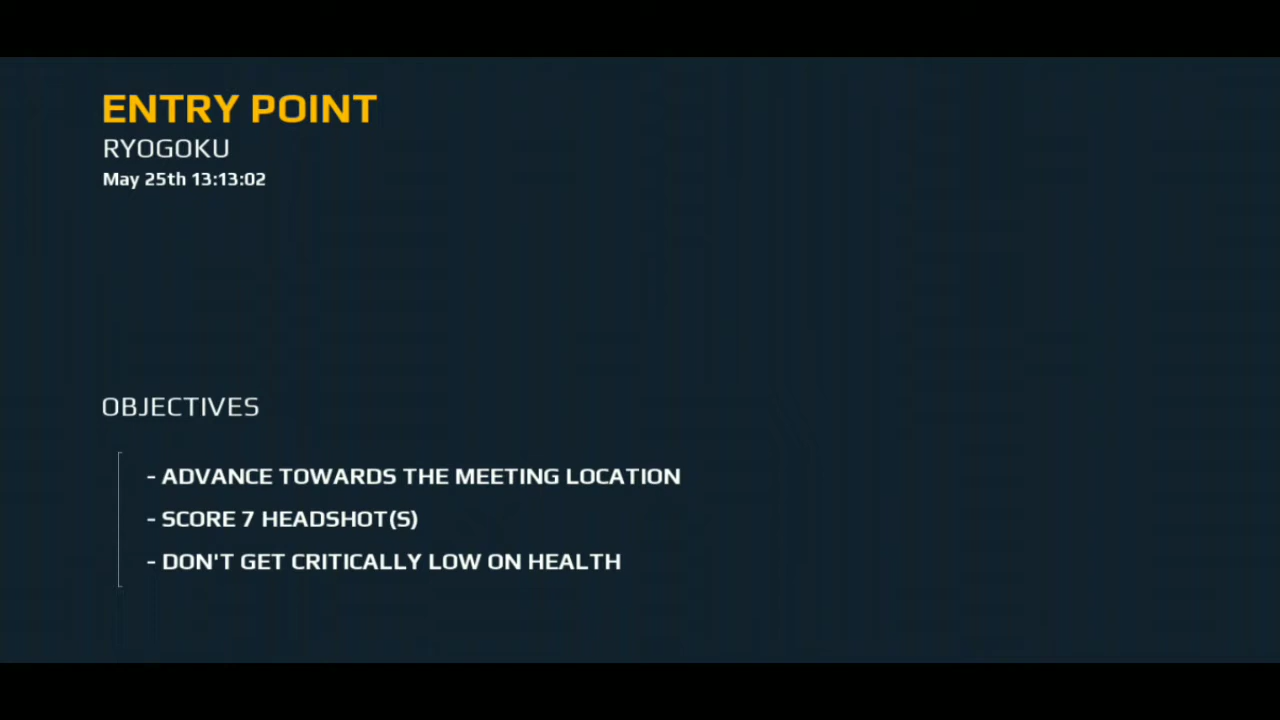 ENTRY POINT
RYOGOKU
May 25th 13:13:02
OBJECTIVES
- ADVANCE TOWARDS THE MEETING LOCATION
- SCORE 7 HEADSHOT(S)
- DON'T GET CRITICALLY LOW ON HEALTH